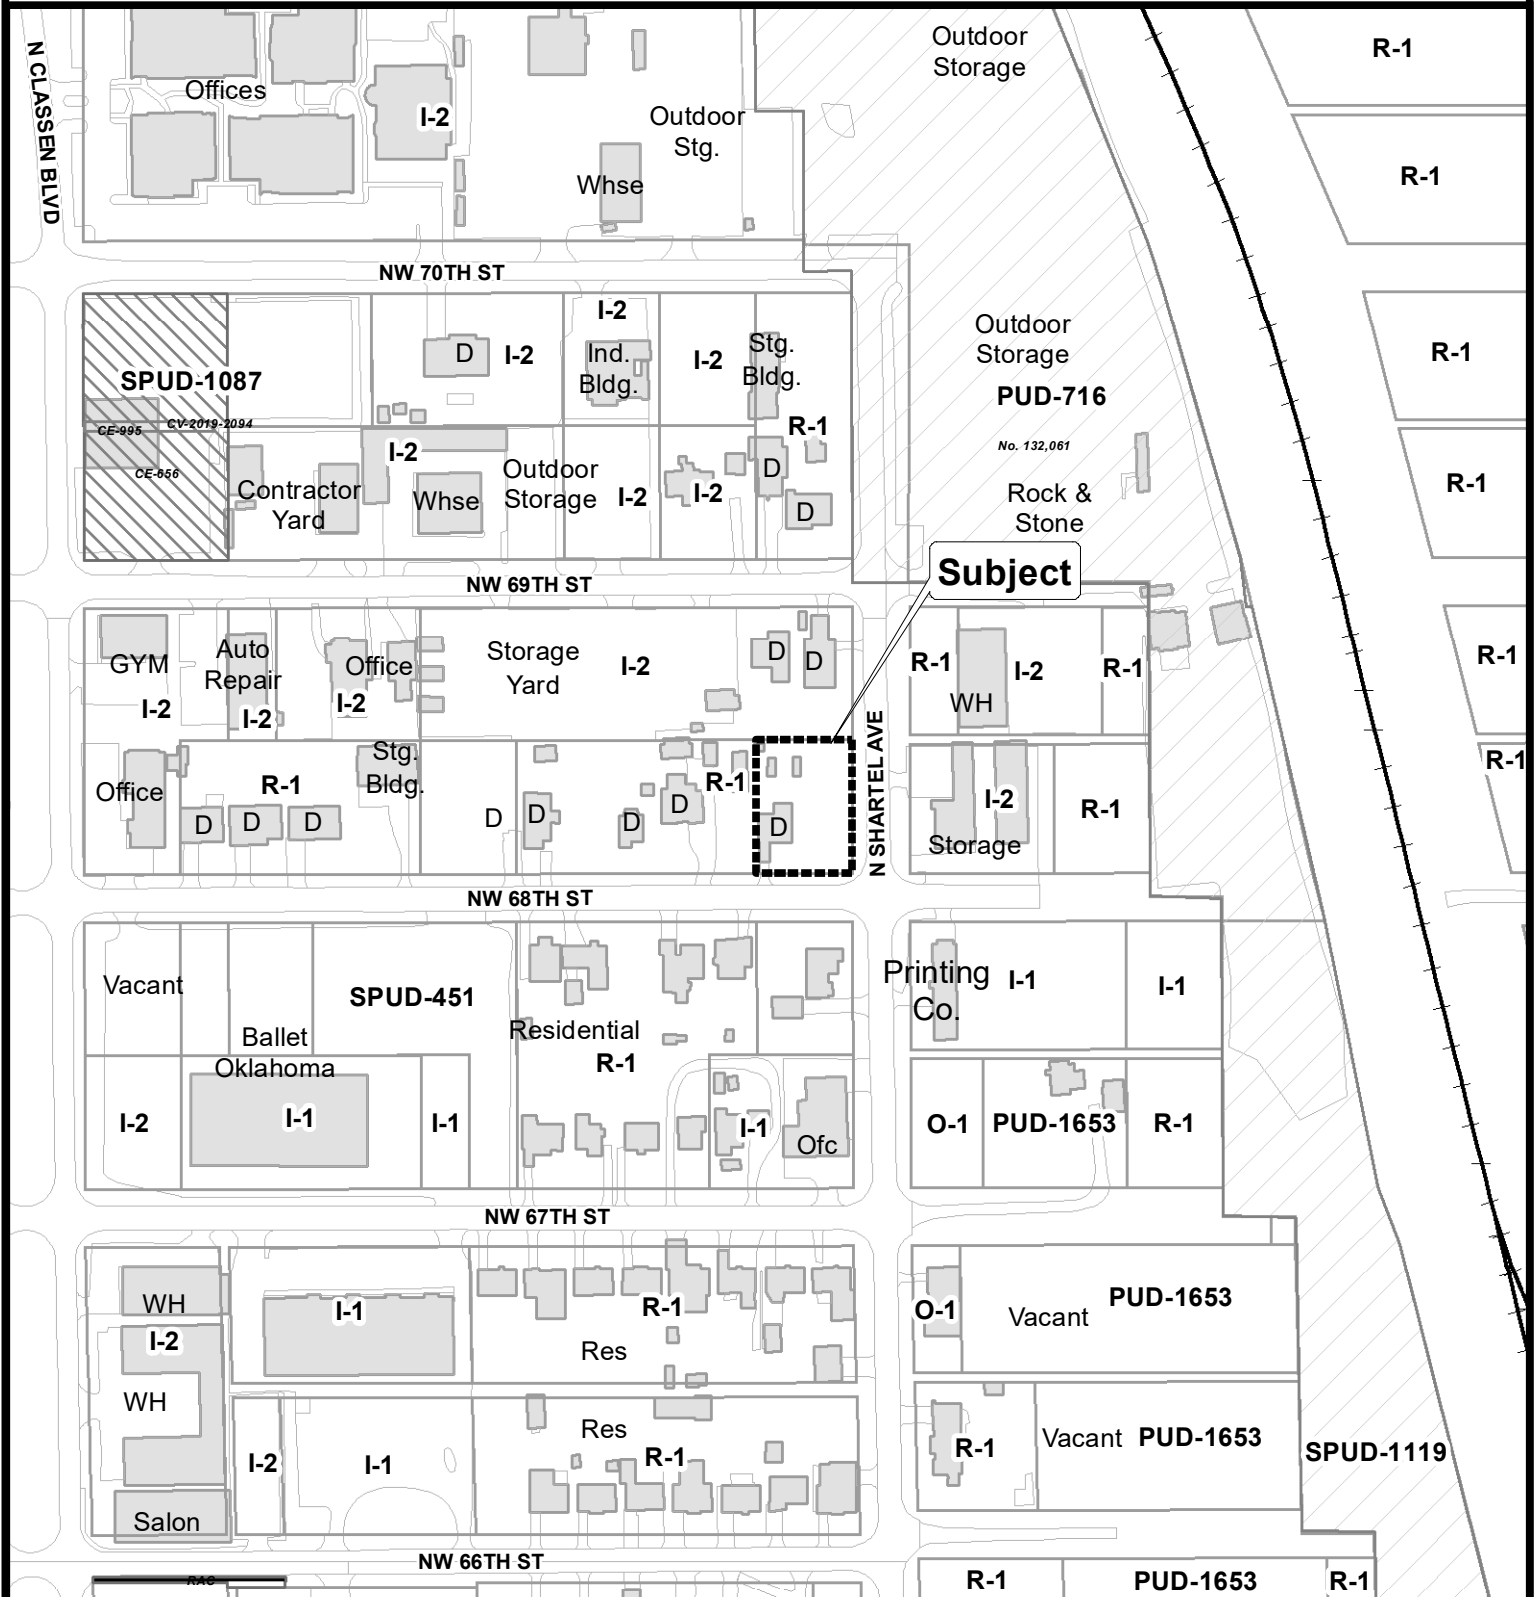 Outdoor
Storage
R-1
N CLASSEN BLVD
Offices
I-2
Outdoor
Stg.
Whse
R-1
NW 70TH ST
I-2
D
I-2
Ind.
Bldg.
I-2
Stg.
Bldg.
Outdoor
Storage
PUD-716
R-1
SPUD-1087
CE-995
CV-2019-2094
CE-656
R-1
No. 132,061
I-2
Contractor
Yard
Whse
Outdoor
Storage
I-2
I-2
D
D
Rock &
Stone
R-1
NW 69TH ST
Subject
GYM
I-2
Auto
Repair
I-2
Office
I-2
Storage
Yard
I-2
D
D
R-1
WH
I-2
R-1
R-1
N SHARTEL AVE
Office
R-1
Stg.
Bldg.
D
D
D
D
D
D
D
R-1
D
I-2
Storage
R-1
R-1
NW 68TH ST
Vacant
SPUD-451
Ballet
Oklahoma
Residential
R-1
Printing
Co.
I-1
I-1
I-2
I-1
I-1
I-1
Ofc
O-1
PUD-1653
R-1
NW 67TH ST
WH
I-2
WH
I-1
R-1
Res
O-1
Vacant
PUD-1653
Res
R-1
I-2
I-1
Salon
R-1
Vacant
PUD-1653
SPUD-1119
NW 66TH ST
RAC
R-1
PUD-1653
R-1